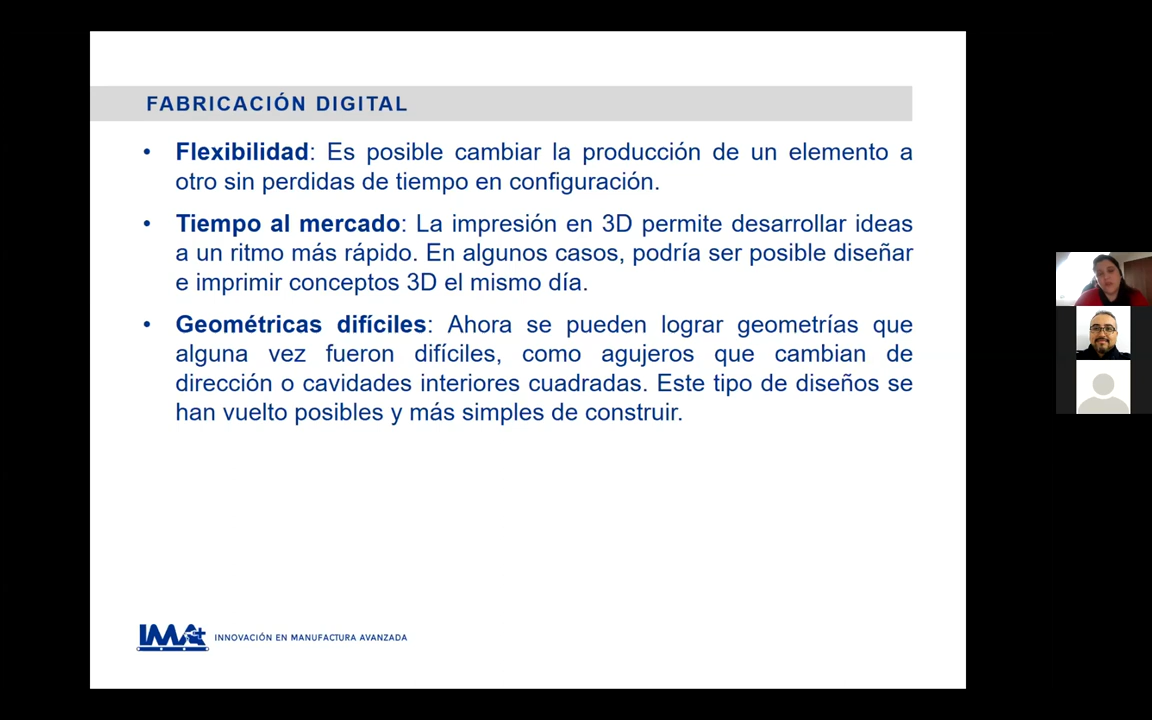 FABRICACIÓN DIGITAL
• Flexibilidad: Es posible cambiar la producción de un elemento a
otro sin perdidas de tiempo en configuración.
• Tiempo al mercado: La impresión en 3D permite desarrollar ideas
a un ritmo más rápido. En algunos casos, podría ser posible diseñar
e imprimir conceptos 3D el mismo día.
• Geométricas difíciles: Ahora se pueden lograr geometrías que
alguna vez fueron difíciles, como agujeros que cambian de
dirección o cavidades interiores cuadradas. Este tipo de diseños se
han vuelto posibles y más simples de construir.
IMA+ INNOVACIÓN EN MANUFACTURA AVANZADA